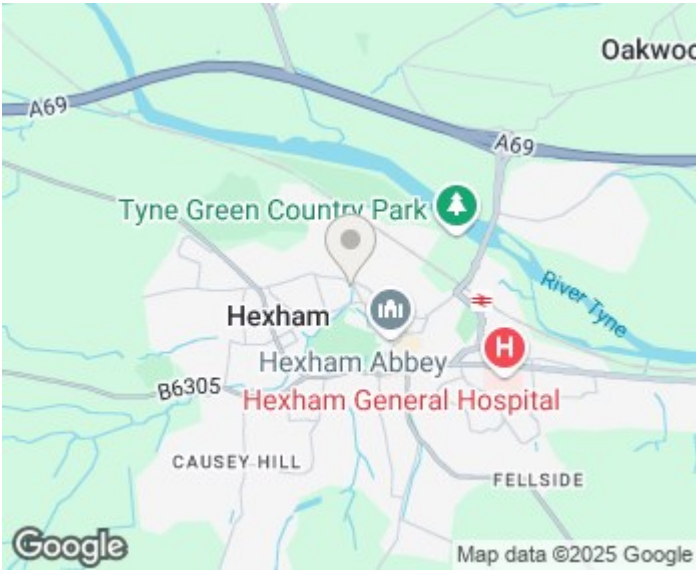 Oakwoo
A69
A69
Tyne Green Country Park
River Tyne
Hexham
Hexham Abbey
H
B6305
Hexham General Hospital
CAUSEY HILL
FELLSIDE
Google
Map data ©2025 Google